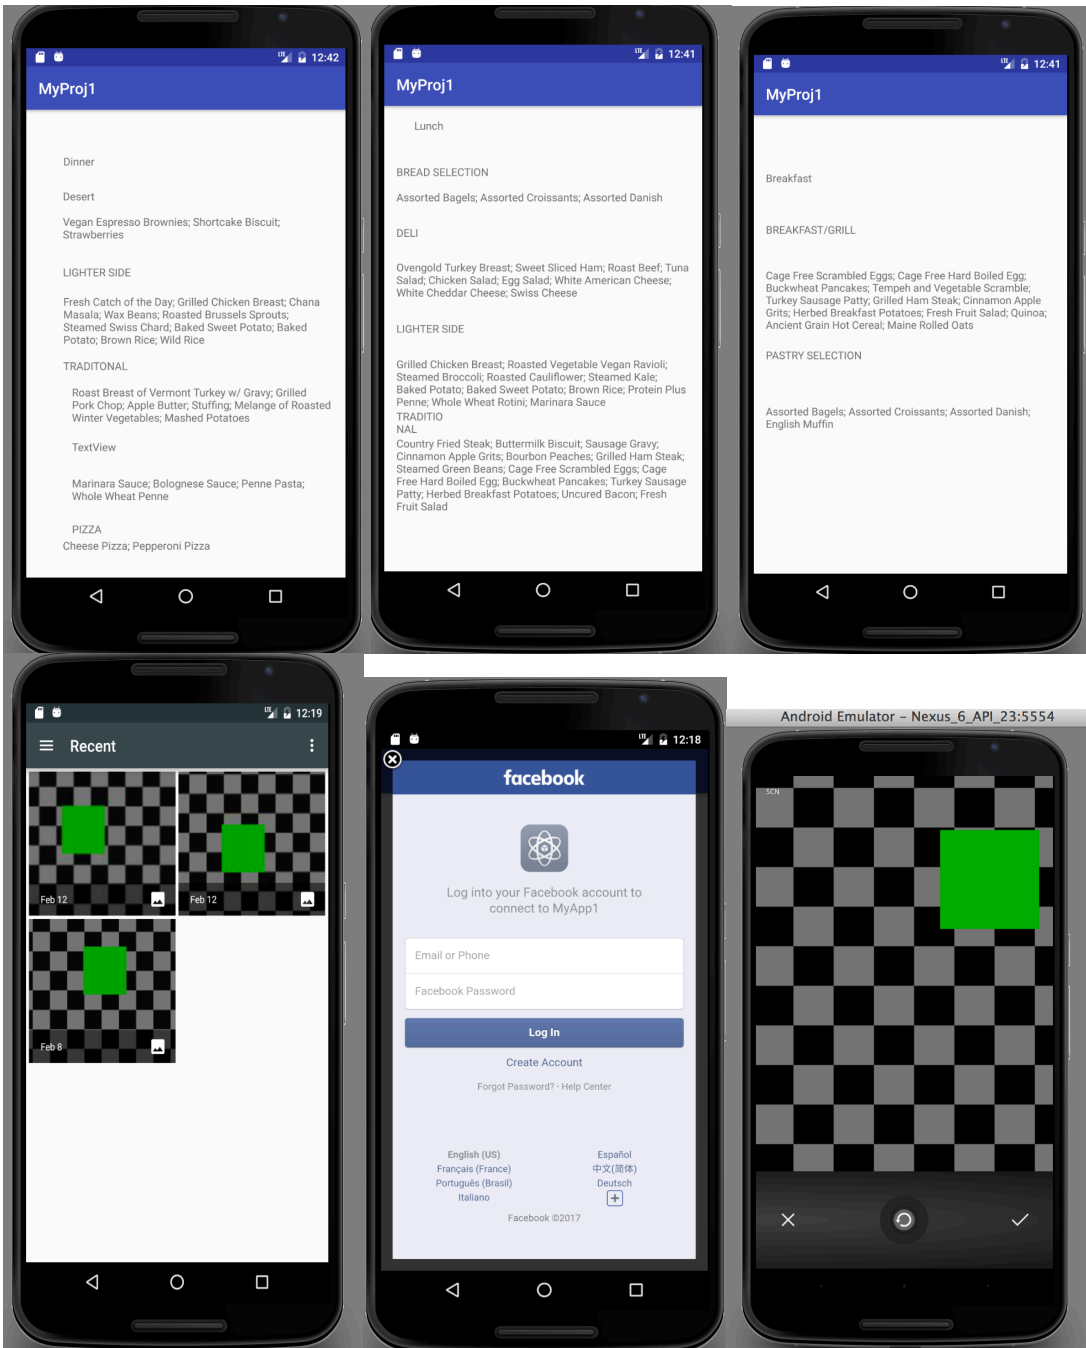 12:42
MyProj1
Dinner
Desert
Vegan Espresso Brownies; Shortcake Biscuit;
Strawberries
LIGHTER SIDE
Fresh Catch of the Day; Grilled Chicken Breast; Chana
Masala; Wax Beans; Roasted Brussels Sprouts;
Steamed Swiss Chard; Baked Sweet Potato; Baked
Potato; Brown Rice; Wild Rice
TRADITONAL
Roast Breast of Vermont Turkey w/ Gravy; Grilled
Pork Chop; Apple Butter; Stuffing; Melange of Roasted
Winter Vegetables; Mashed Potatoes
TextView
Marinara Sauce; Bolognese Sauce; Penne Pasta;
Whole Wheat Penne
PIZZA
Cheese Pizza; Pepperoni Pizza
LTE 12:41
MyProj1
Lunch
BREAD SELECTION
Assorted Bagels; Assorted Croissants; Assorted Danish
DELI
Ovengold Turkey Breast; Sweet Sliced Ham; Roast Beef; Tuna
Salad; Chicken Salad; Egg Salad; White American Cheese;
White Cheddar Cheese; Swiss Cheese
LIGHTER SIDE
Grilled Chicken Breast; Roasted Vegetable Vegan Ravioli;
Steamed Broccoli; Roasted Cauliflower; Steamed Kale;
Baked Potato; Baked Sweet Potato; Brown Rice; Protein Plus
Penne; Whole Wheat Rotini; Marinara Sauce
TRADITIO
NAL
Country Fried Steak; Buttermilk Biscuit; Sausage Gravy;
Cinnamon Apple Grits; Bourbon Peaches; Grilled Ham Steak;
Steamed Green Beans; Cage Free Scrambled Eggs; Cage
Free Hard Boiled Egg; Buckwheat Pancakes; Turkey Sausage
Patty; Herbed Breakfast Potatoes; Uncured Bacon; Fresh
Fruit Salad
LTE 12:41
MyProj1
Breakfast
BREAKFAST/GRILL
Cage Free Scrambled Eggs; Cage Free Hard Boiled Egg;
Buckwheat Pancakes; Tempeh and Vegetable Scramble;
Turkey Sausage Patty; Grilled Ham Steak; Cinnamon Apple
Grits; Herbed Breakfast Potatoes; Fresh Fruit Salad; Quinoa;
Ancient Grain Hot Cereal; Maine Rolled Oats
PASTRY SELECTION
Assorted Bagels; Assorted Croissants; Assorted Danish;
English Muffin
LTE 12:19
Recent
Feb 12
Feb 12
Feb 8
LTE 12:18
facebook
Log into your Facebook account to
connect to MyApp1
Email or Phone
Facebook Password
Log In
Create Account
Forgot Password? · Help Center
English (US) Español
Français (France) 中文(简体)
Português (Brasil) Deutsch
Italiano
Facebook ©2017
Android Emulator – Nexus_6_API_23:5554
SCN